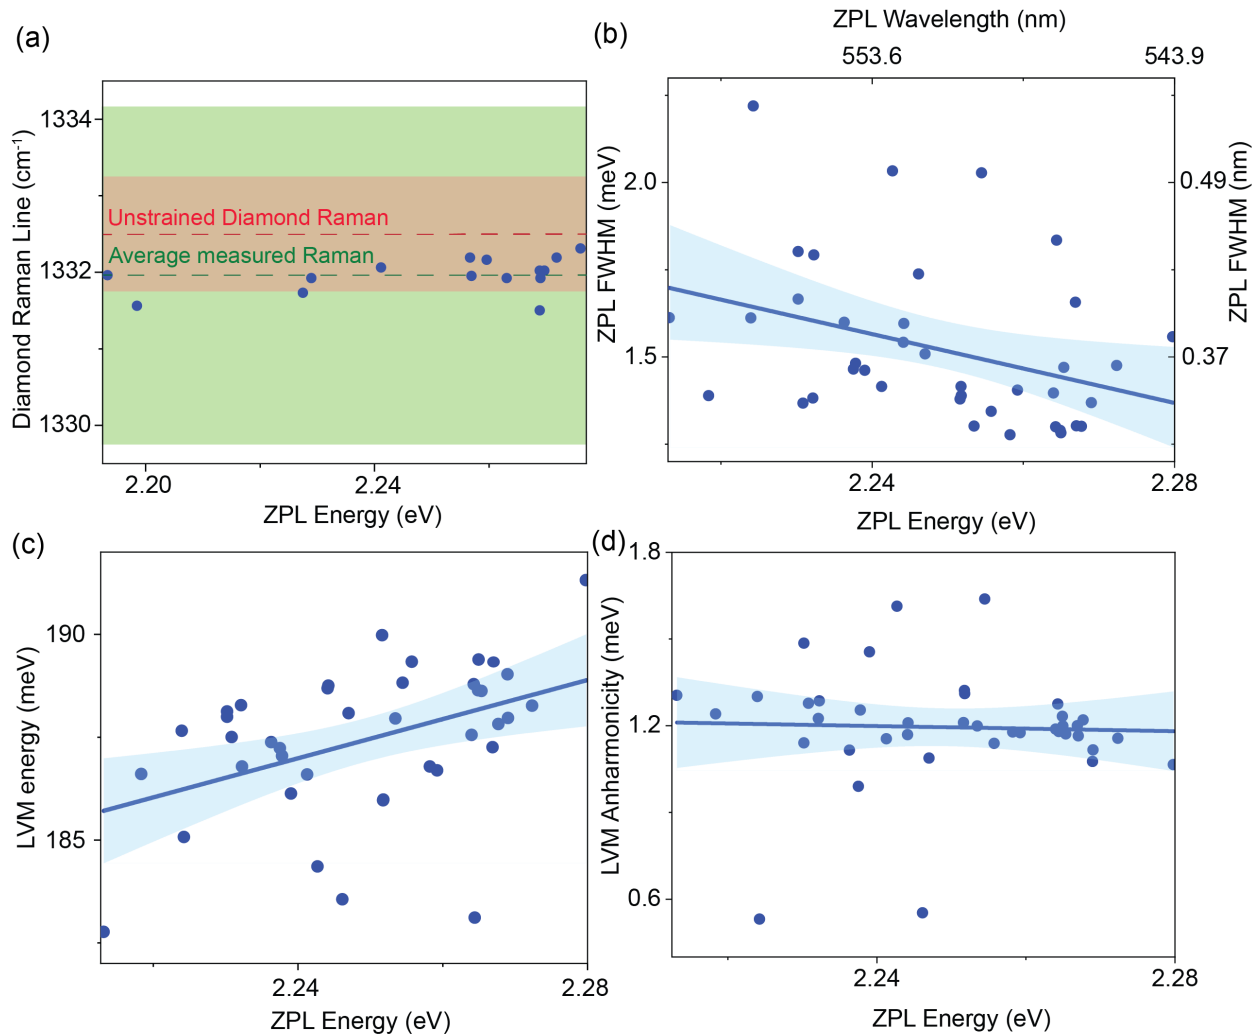 (a)
1334
1332
1330
Diamond Raman Line (cm⁻¹)
Unstrained Diamond Raman
Average measured Raman
2.20
2.24
ZPL Energy (eV)
(b)
ZPL Wavelength (nm)
553.6
543.9
2.0
1.5
ZPL FWHM (meV)
0.49
0.37
ZPL FWHM (nm)
2.24
2.28
ZPL Energy (eV)
(c)
190
185
LVM energy (meV)
2.24
2.28
ZPL Energy (eV)
(d)
1.8
1.2
0.6
LVM Anharmonicity (meV)
2.24
2.28
ZPL Energy (eV)